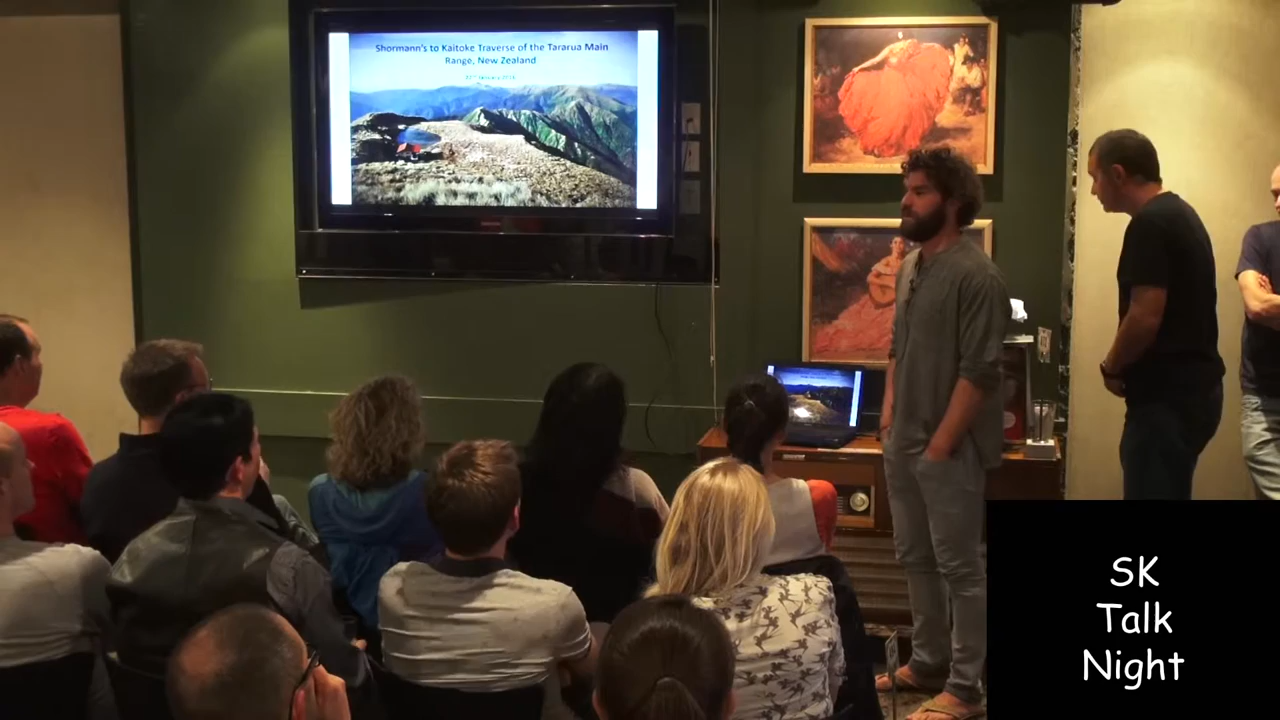 Shormann's to Kaitoke Traverse of the Tararua Main
Range, New Zealand
SK
Talk
Night